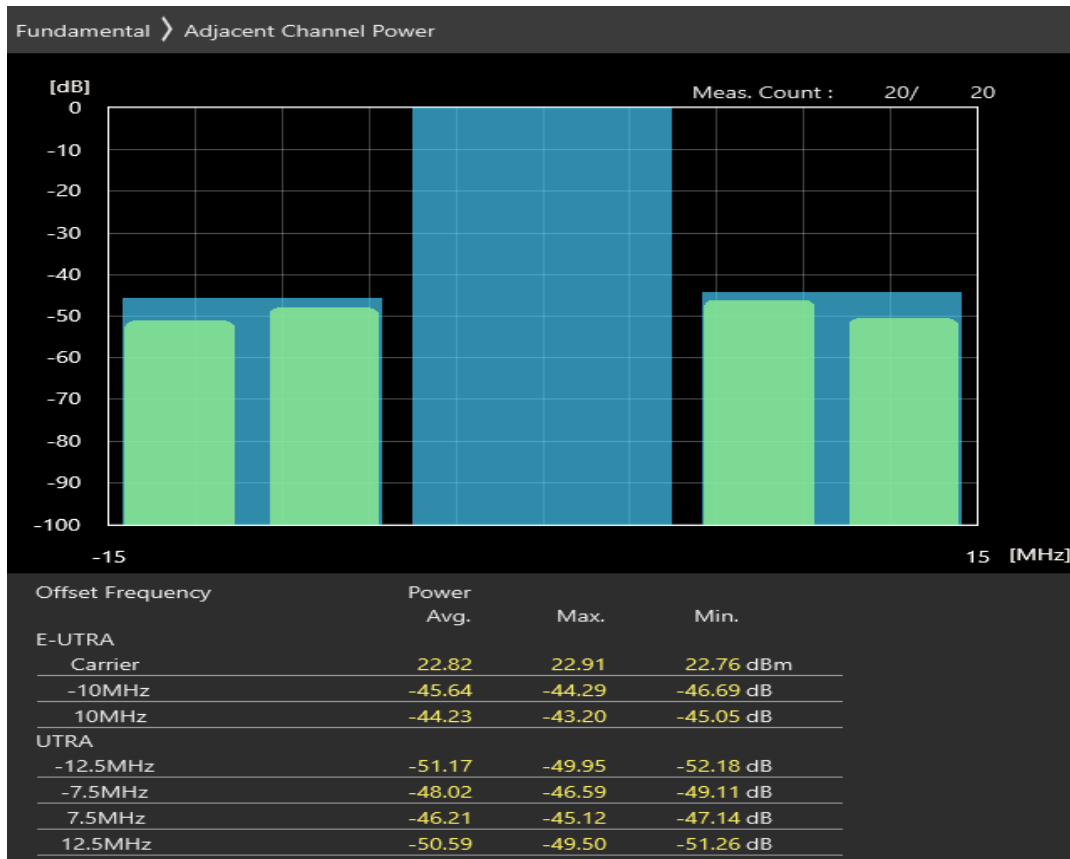 Fundamental ❯ Adjacent Channel Power
[dB]
Meas. Count : 20/ 20
0
-10
-20
-30
-40
-50
-60
-70
-80
-90
-100
-15 15 [MHz]
Offset Frequency Power
Avg. Max. Min.
E-UTRA
Carrier 22.82 22.91 22.76 dBm
-10MHz -45.64 -44.29 -46.69 dB
10MHz -44.23 -43.20 -45.05 dB
UTRA
-12.5MHz -51.17 -49.95 -52.18 dB
-7.5MHz -48.02 -46.59 -49.11 dB
7.5MHz -46.21 -45.12 -47.14 dB
12.5MHz -50.59 -49.50 -51.26 dB